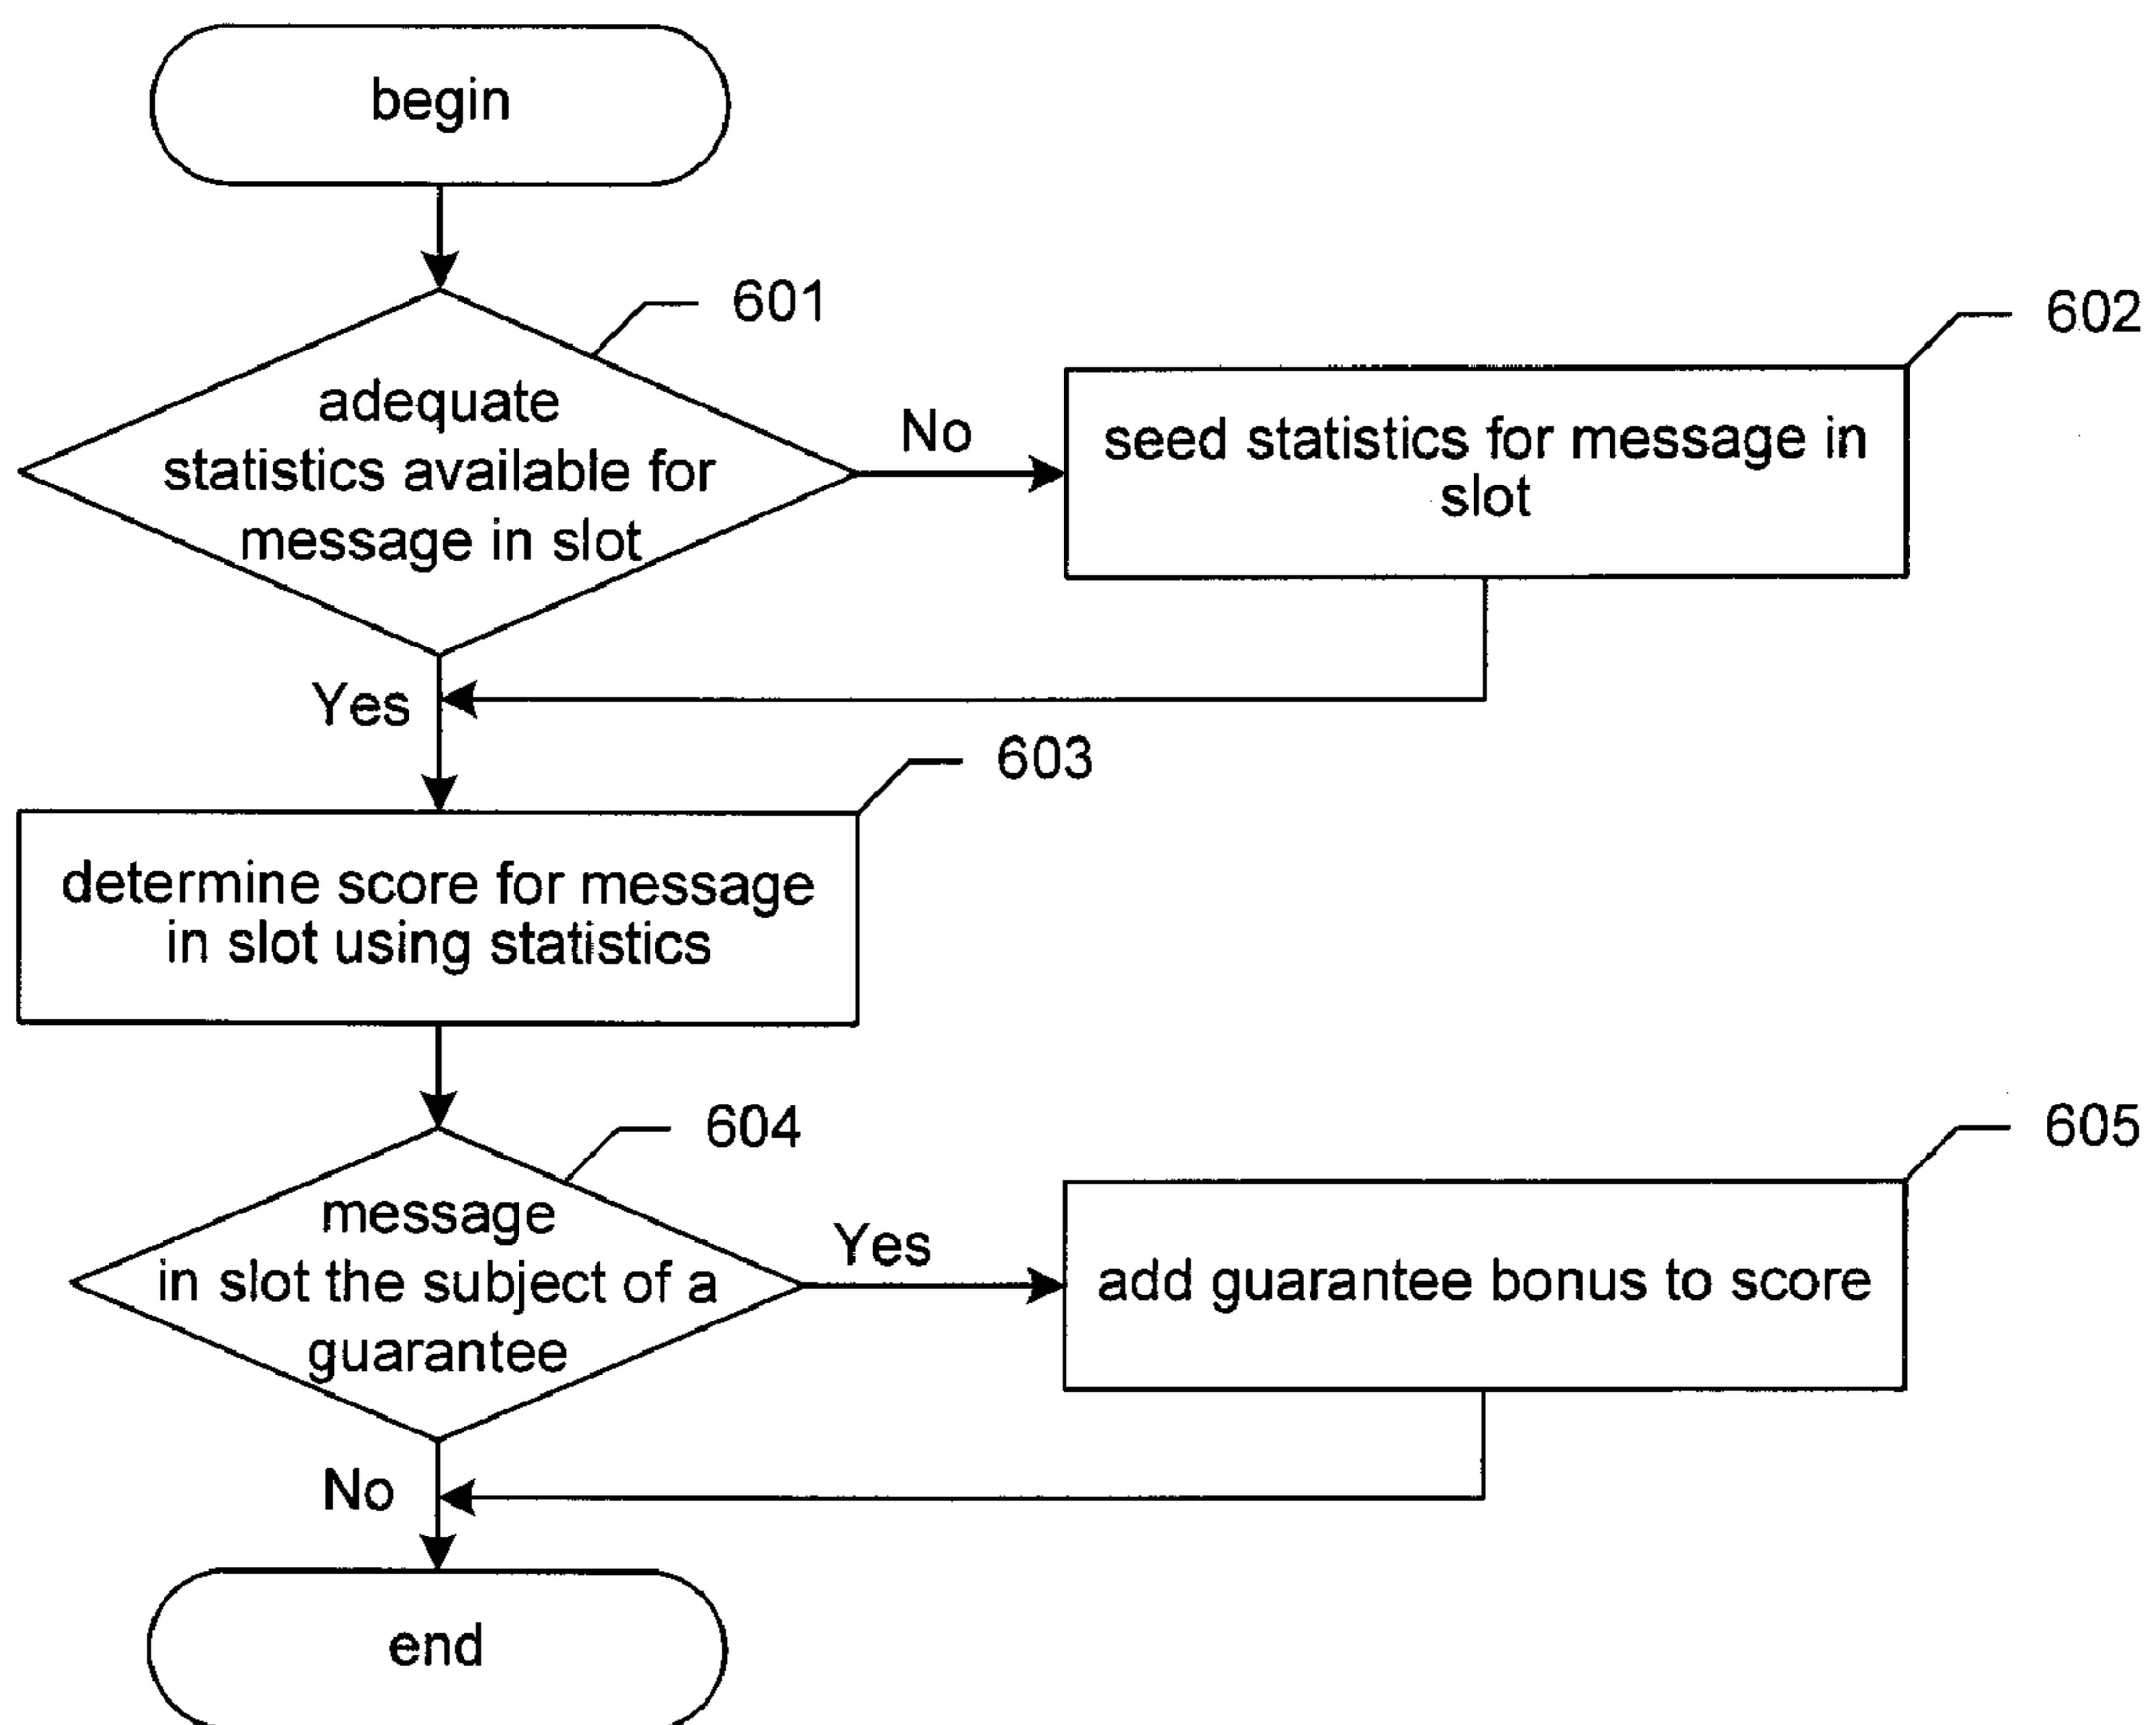 begin
601
adequate
statistics available for
message in slot
No
602
seed statistics for message in
slot
Yes
603
determine score for message
in slot using statistics
604
message
in slot the subject of a
guarantee
Yes
605
add guarantee bonus to score
No
end